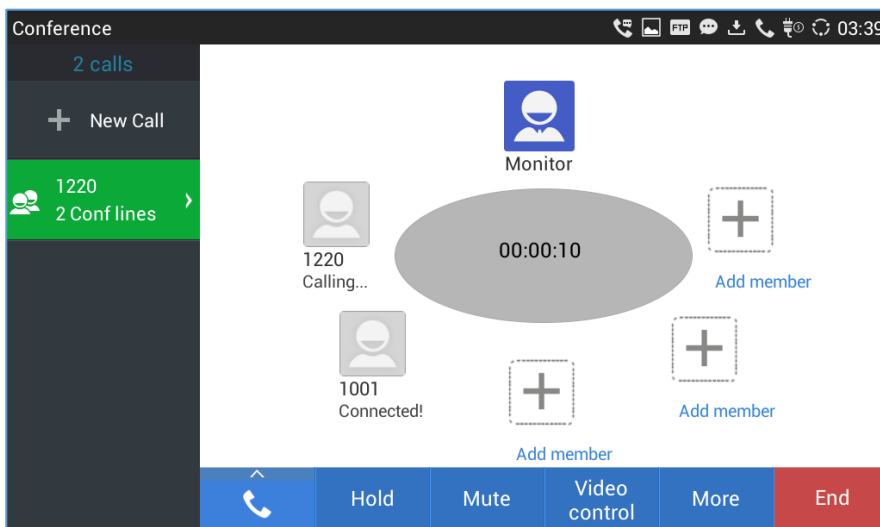 Conference
FTP
03:39
2 calls
New Call
1220
2 Conf lines
Monitor
00:00:10
1220
Calling...
Add member
1001
Connected!
Add member
Add member
Hold
Mute
Video
control
More
End